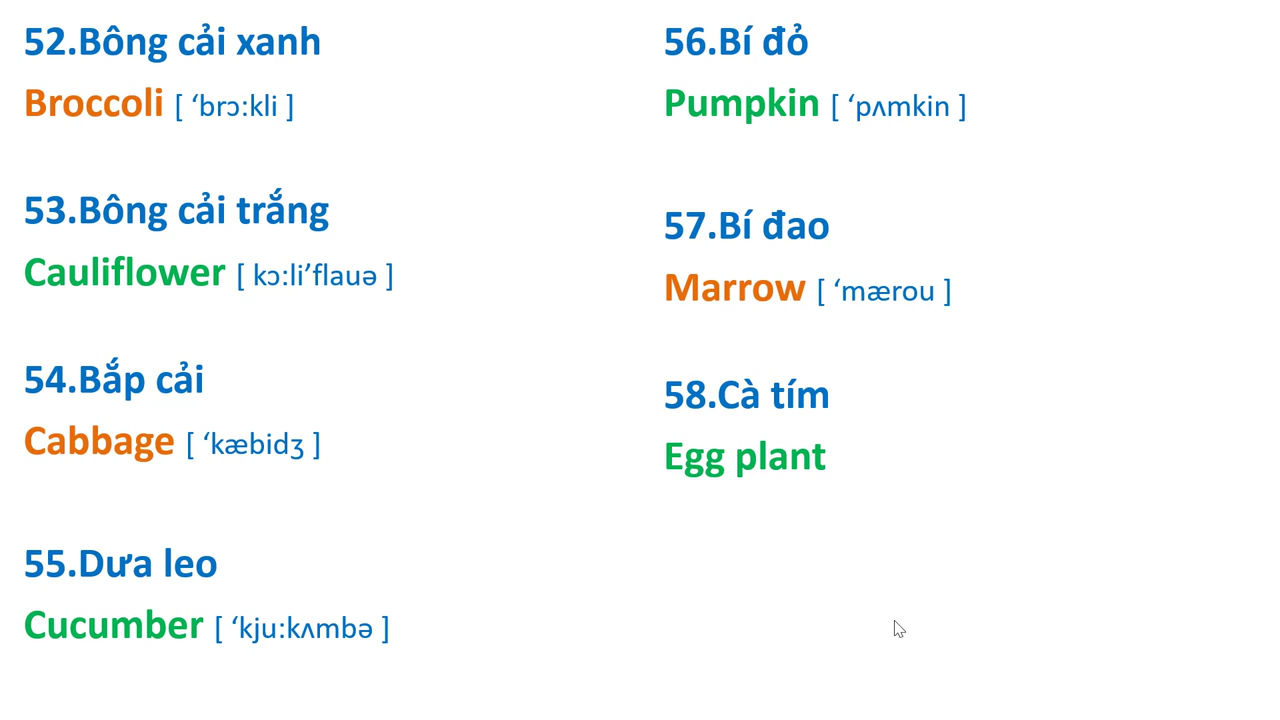 52.Bông cải xanh
Broccoli [ ‘brɔ:kli ]
53.Bông cải trắng
Cauliflower [ kɔ:li’flauə ]
54.Bắp cải
Cabbage [ ‘kæbidʒ ]
55.Dưa leo
Cucumber [ ‘kju:kʌmbə ]
56.Bí đỏ
Pumpkin [ ‘pʌmkin ]
57.Bí đao
Marrow [ ‘mærou ]
58.Cà tím
Egg plant